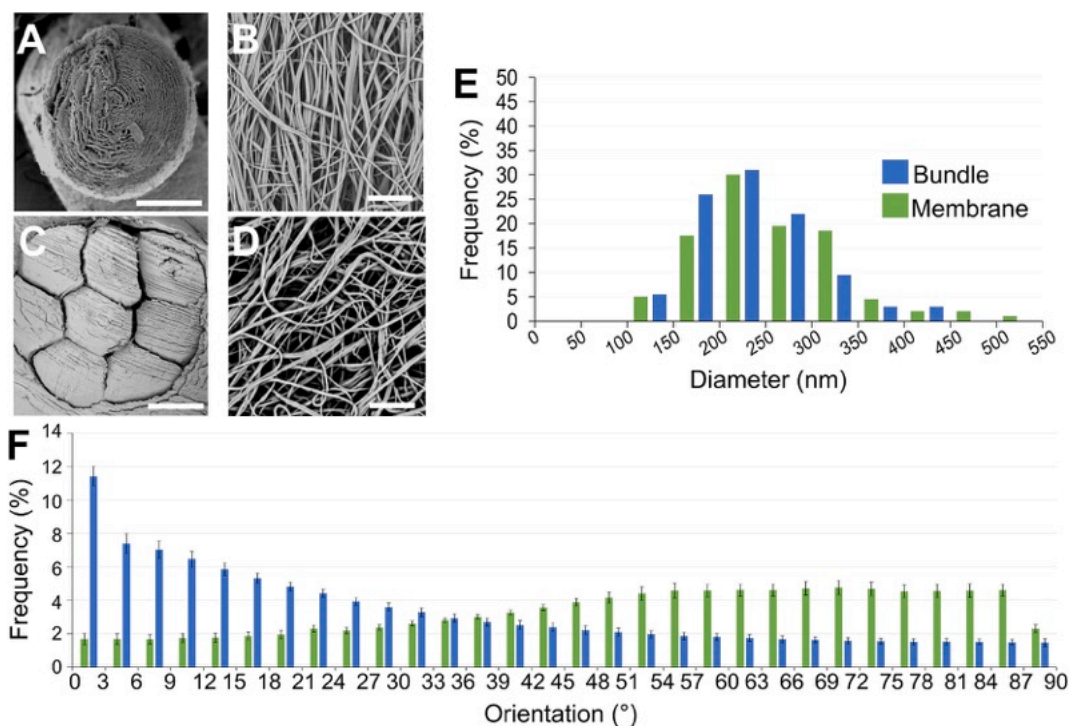 A
B
C
D
E
Frequency (%)
50
45
40
35
30
25
20
15
10
5
0
Bundle
Membrane
0 50 100 150 200 250 300 350 400 450 500 550
Diameter (nm)
F
Frequency (%)
14
12
10
8
6
4
2
0
0 3 6 9 12 15 18 21 24 27 30 33 36 39 42 45 48 51 54 57 60 63 66 69 72 75 78 81 84 87 90
Orientation (°)